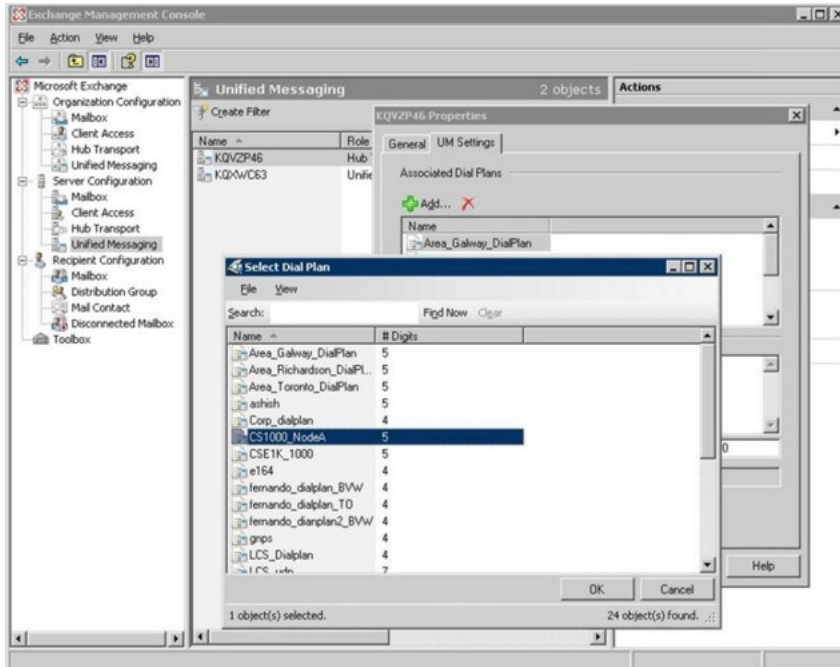 Exchange Management Console
File Action View Help
Microsoft Exchange
Organization Configuration
Mailbox
Client Access
Hub Transport
Unified Messaging
Server Configuration
Mailbox
Client Access
Hub Transport
Unified Messaging
Recipient Configuration
Mailbox
Distribution Group
Mail Contact
Disconnected Mailbox
Toolbox
Unified Messaging 2 objects
Create Filter
Name Role
KQVZP46 Hub
KQXWC63 Unifie
Actions
KQVZP46 Properties
General UM Settings
Associated Dial Plans
Add...
Name
Area_Galway_DialPlan
0
Help
Select Dial Plan
File View
Search: Find Now Clear
Name # Digits
Area_Galway_DialPlan 5
Area_Richardson_DialPl... 5
Area_Toronto_DialPlan 5
ashish 5
Corp_dialplan 4
CS1000_NodeA 5
CSE1K_1000 5
e164 4
fernando_dialplan_BVW 4
fernando_dialplan_TO 4
fernando_dianplan2_BVW 4
gnps 4
LCS_Dialplan 4
LCS_udp 7
OK Cancel
1 object(s) selected. 24 object(s) found.